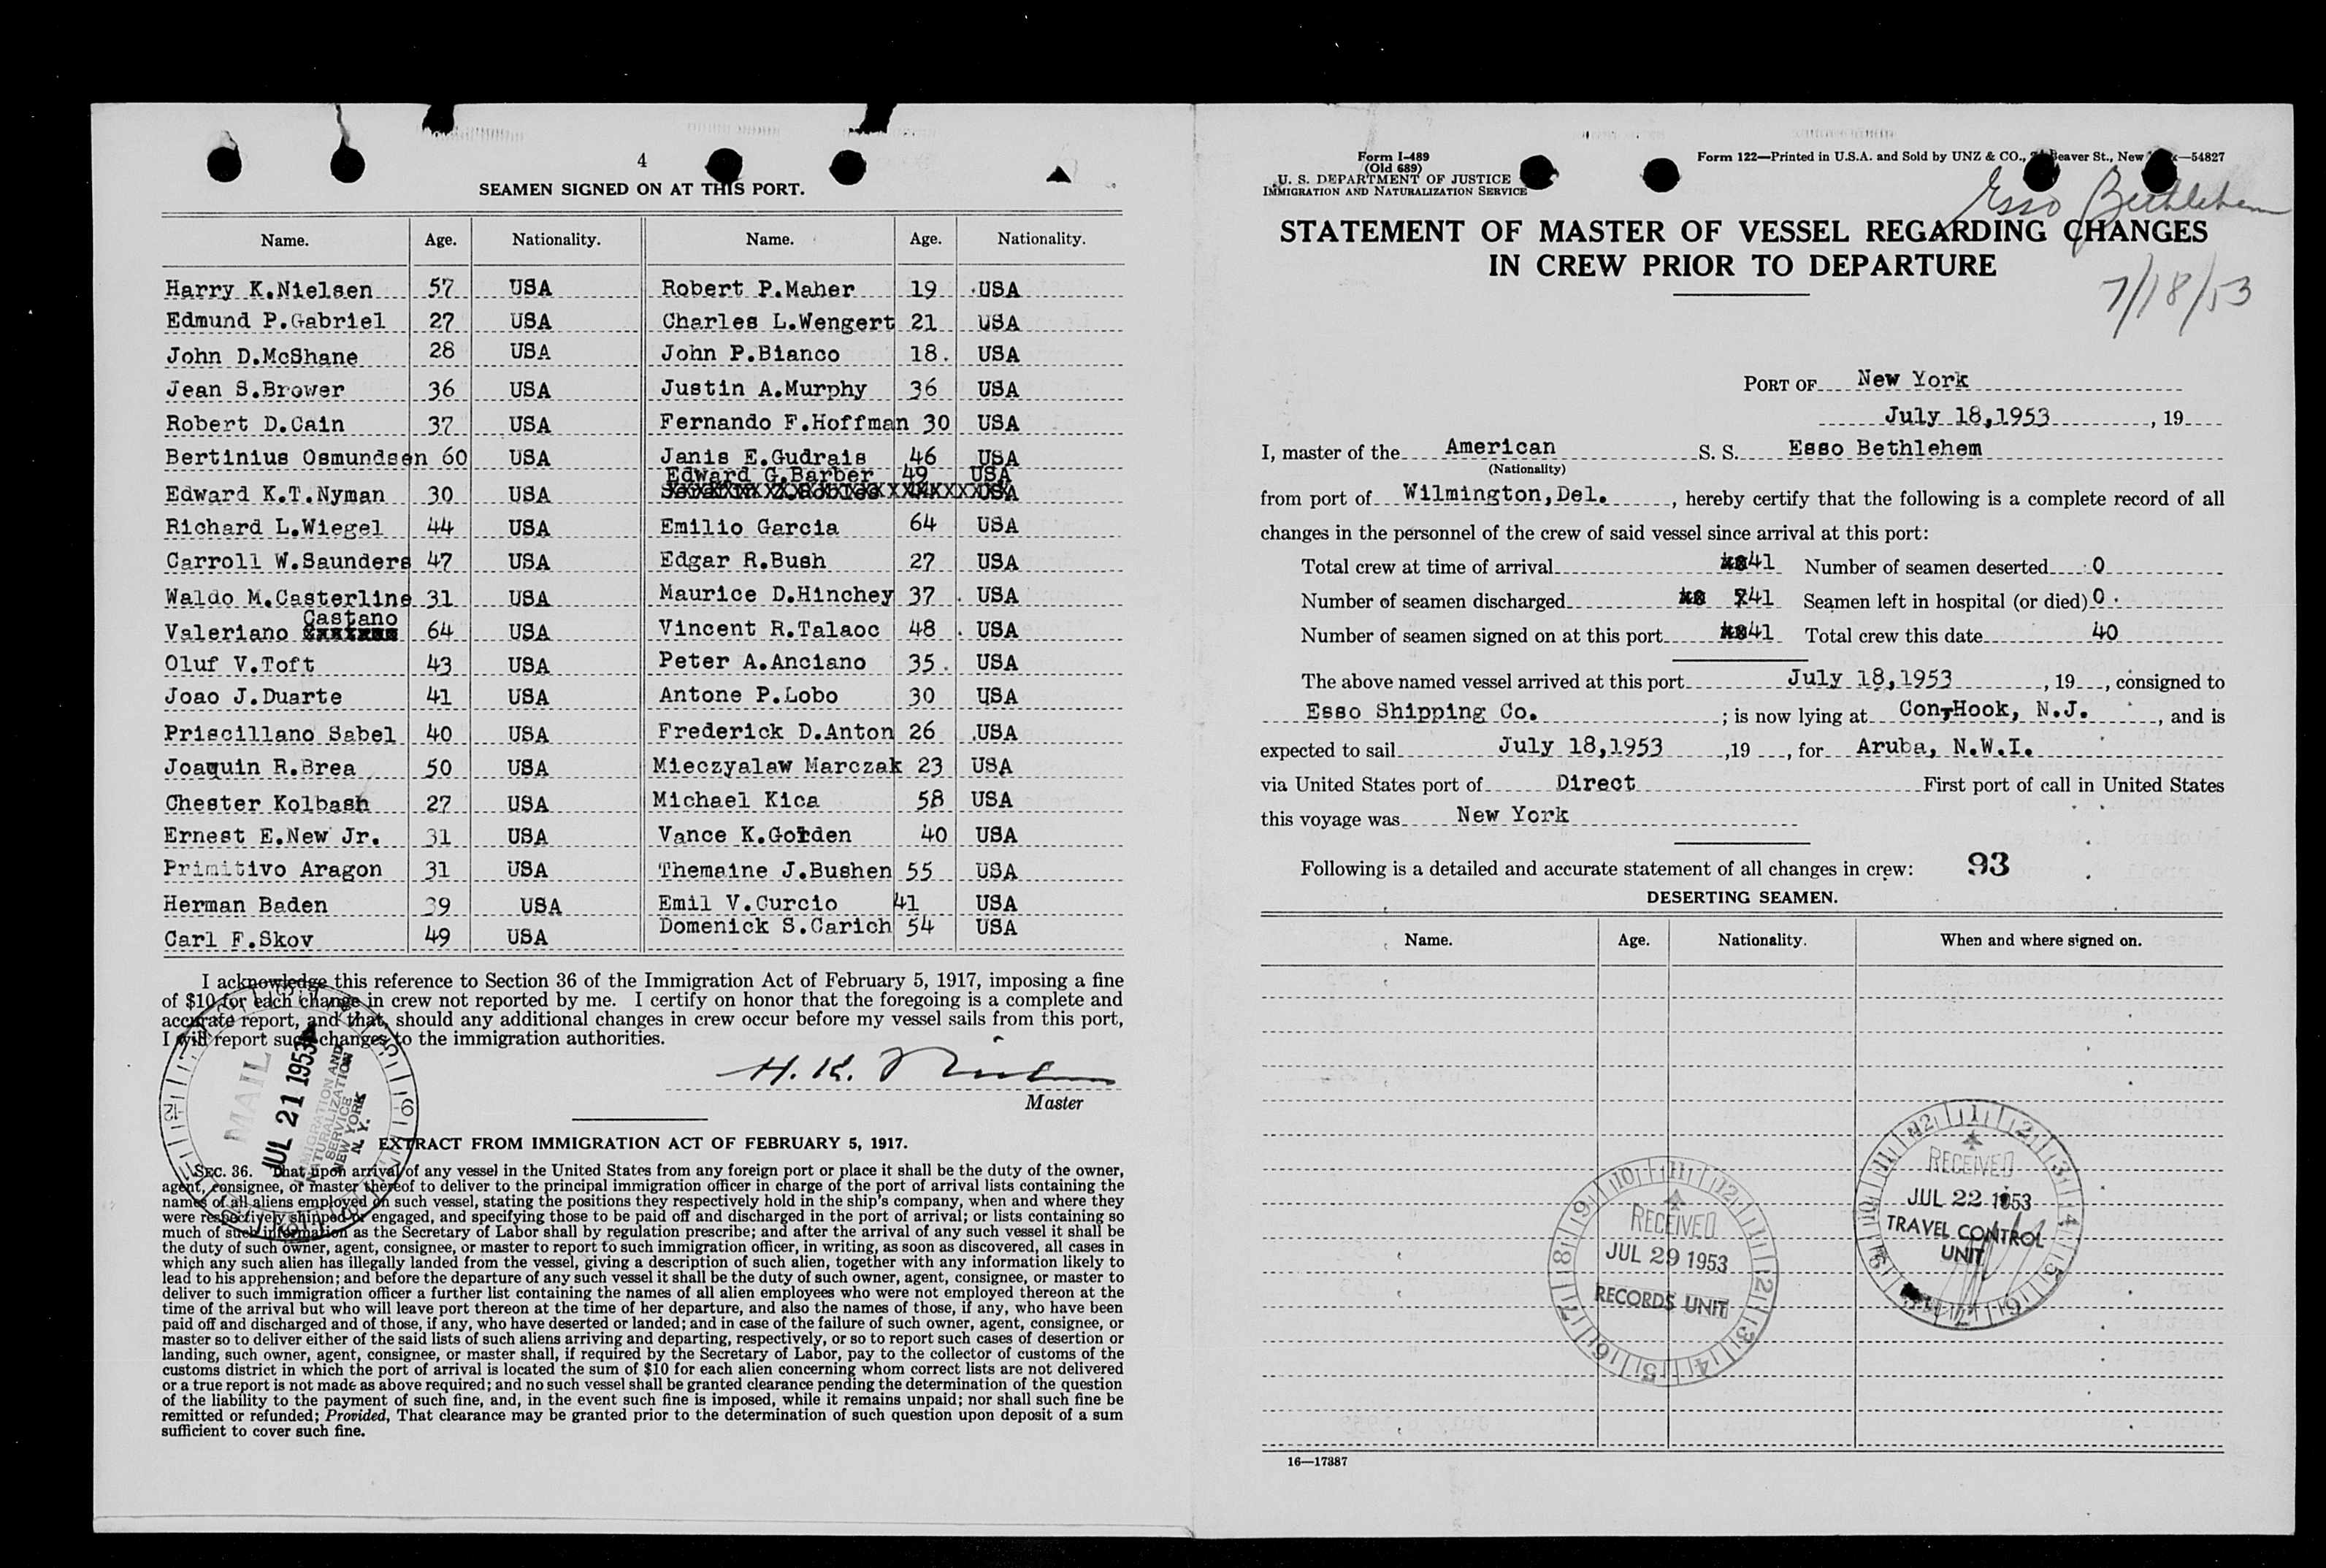 4
SEAMEN SIGNED ON AT THIS PORT.
Name. Age. Nationality. Name. Age. Nationality.
Harry K.Nielsen 57 USA Robert P.Maher 19 USA
Edmund P.Gabriel 27 USA Charles L.Wengert 21 USA
John D.McShane 28 USA John P.Bianco 18. USA
Jean S.Brower 36 USA Justin A.Murphy 36 USA
Robert D.Cain 37 USA Fernando F.Hoffman 30 USA
Bertinius Osmundsen 60 USA Janis E.Gudrais 46 USA
Edward G.Barber 49 USA
Edward K.T.Nyman 30 USA
Richard L.Wiegel 44 USA Emilio Garcia 64 USA
Carroll W.Saunders 47 USA Edgar R.Bush 27 USA
Waldo M.Casterline 31 USA Maurice D.Hinchey 37 . USA
Castano
Valeriano 64 USA Vincent R.Talaoc 48 . USA
Oluf V.Toft 43 USA Peter A.Anciano 35. USA
Joao J.Duarte 41 USA Antone P.Lobo 30 USA
Priscillano Sabel 40 USA Frederick D.Anton 26 .USA
Joaquin R.Brea 50 USA Mieczyalaw Marczak 23 USA
Chester Kolbash 27 USA Michael Kica 58 USA
Ernest E.New Jr. 31 USA Vance K.Gorden 40 USA
Primitivo Aragon 31 USA Themaine J.Bushen 55 USA
Herman Baden 39 USA Emil V.Curcio 41 USA
Carl F.Skov 49 USA Domenick S.Carich 54 USA
I acknowledge this reference to Section 36 of the Immigration Act of February 5, 1917, imposing a fine
of $10 for each change in crew not reported by me. I certify on honor that the foregoing is a complete and
accurate report, and that, should any additional changes in crew occur before my vessel sails from this port,
I will report such changes to the immigration authorities.
H. K. Nielsen
Master
MAIL
JUL 21 1953
IMMIGRATION AND
NATURALIZATION
SERVICE
NEW YORK
N. Y.
EXTRACT FROM IMMIGRATION ACT OF FEBRUARY 5, 1917.
SEC. 36. That upon arrival of any vessel in the United States from any foreign port or place it shall be the duty of the owner,
agent, consignee, or master thereof to deliver to the principal immigration officer in charge of the port of arrival lists containing the
names of all aliens employed on such vessel, stating the positions they respectively hold in the ship's company, when and where they
were respectively shipped or engaged, and specifying those to be paid off and discharged in the port of arrival; or lists containing so
much of such information as the Secretary of Labor shall by regulation prescribe; and after the arrival of any such vessel it shall be
the duty of such owner, agent, consignee, or master to report to such immigration officer, in writing, as soon as discovered, all cases in
which any such alien has illegally landed from the vessel, giving a description of such alien, together with any information likely to
lead to his apprehension; and before the departure of any such vessel it shall be the duty of such owner, agent, consignee, or master to
deliver to such immigration officer a further list containing the names of all alien employees who were not employed thereon at the
time of the arrival but who will leave port thereon at the time of her departure, and also the names of those, if any, who have been
paid off and discharged and of those, if any, who have deserted or landed; and in case of the failure of such owner, agent, consignee, or
master so to deliver either of the said lists of such aliens arriving and departing, respectively, or so to report such cases of desertion or
landing, such owner, agent, consignee, or master shall, if required by the Secretary of Labor, pay to the collector of customs of the
customs district in which the port of arrival is located the sum of $10 for each alien concerning whom correct lists are not delivered
or a true report is not made as above required; and no such vessel shall be granted clearance pending the determination of the question
of the liability to the payment of such fine, and, in the event such fine is imposed, while it remains unpaid; nor shall such fine be
remitted or refunded; Provided, That clearance may be granted prior to the determination of such question upon deposit of a sum
sufficient to cover such fine.
Form I-489
(Old 689)
U. S. DEPARTMENT OF JUSTICE
IMMIGRATION AND NATURALIZATION SERVICE
Form 122—Printed in U.S.A. and Sold by UNZ & CO., Beaver St., New —54827
Esso Bethlehem
STATEMENT OF MASTER OF VESSEL REGARDING CHANGES
IN CREW PRIOR TO DEPARTURE
7/18/53
PORT OF New York
July 18,1953, 19
I, master of the American S. S. Esso Bethlehem
(Nationality)
from port of Wilmington,Del., hereby certify that the following is a complete record of all
changes in the personnel of the crew of said vessel since arrival at this port:
Total crew at time of arrival 41 Number of seamen deserted 0
Number of seamen discharged 41 Seamen left in hospital (or died) 0.
Number of seamen signed on at this port 41 Total crew this date 40
The above named vessel arrived at this port July 18,1953, 19, consigned to
Esso Shipping Co.; is now lying at Con,Hook, N.J., and is
expected to sail July 18,1953, 19, for Aruba, N.W.I.
via United States port of Direct First port of call in United States
this voyage was New York
Following is a detailed and accurate statement of all changes in crew: 93
DESERTING SEAMEN.
Name. Age. Nationality. When and where signed on.
RECEIVED
JUL 22 1953
TRAVEL CONTROL
UNIT
RECEIVED
JUL 29 1953
RECORDS UNIT
16—17387